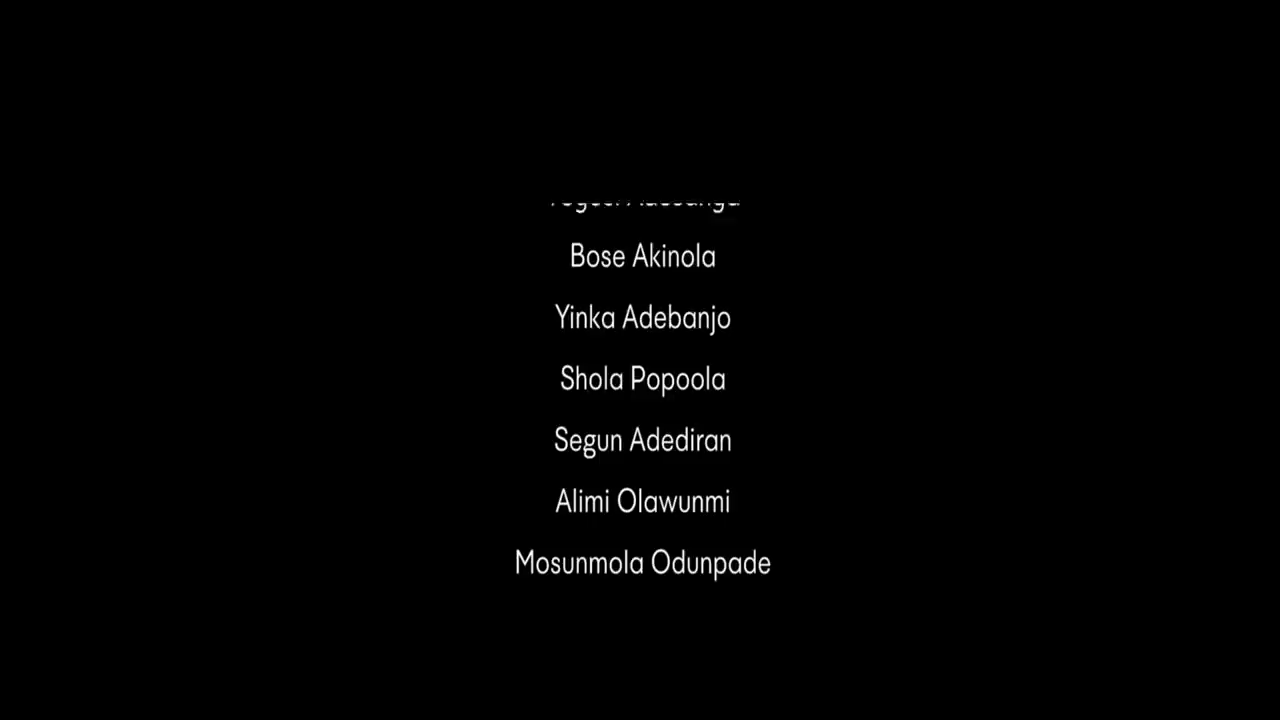 Bose Akinola
Yinka Adebanjo
Shola Popoola
Segun Adediran
Alimi Olawunmi
Mosunmola Odunpade